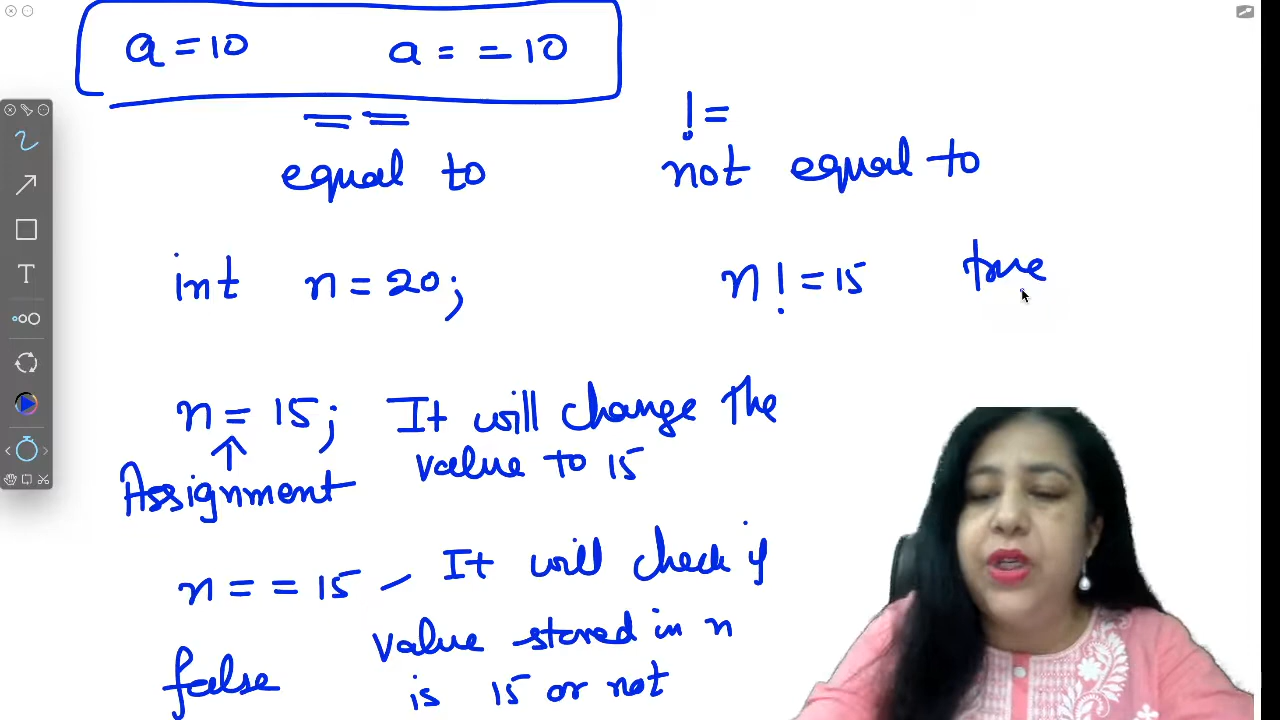 a = 10 a = = 10
= = !=
equal to not equal to
int n = 20; n ! = 15 true
n = 15; It will change the
value to 15
Assignment
n = = 15 – It will check if
value stored in n
false is 15 or not